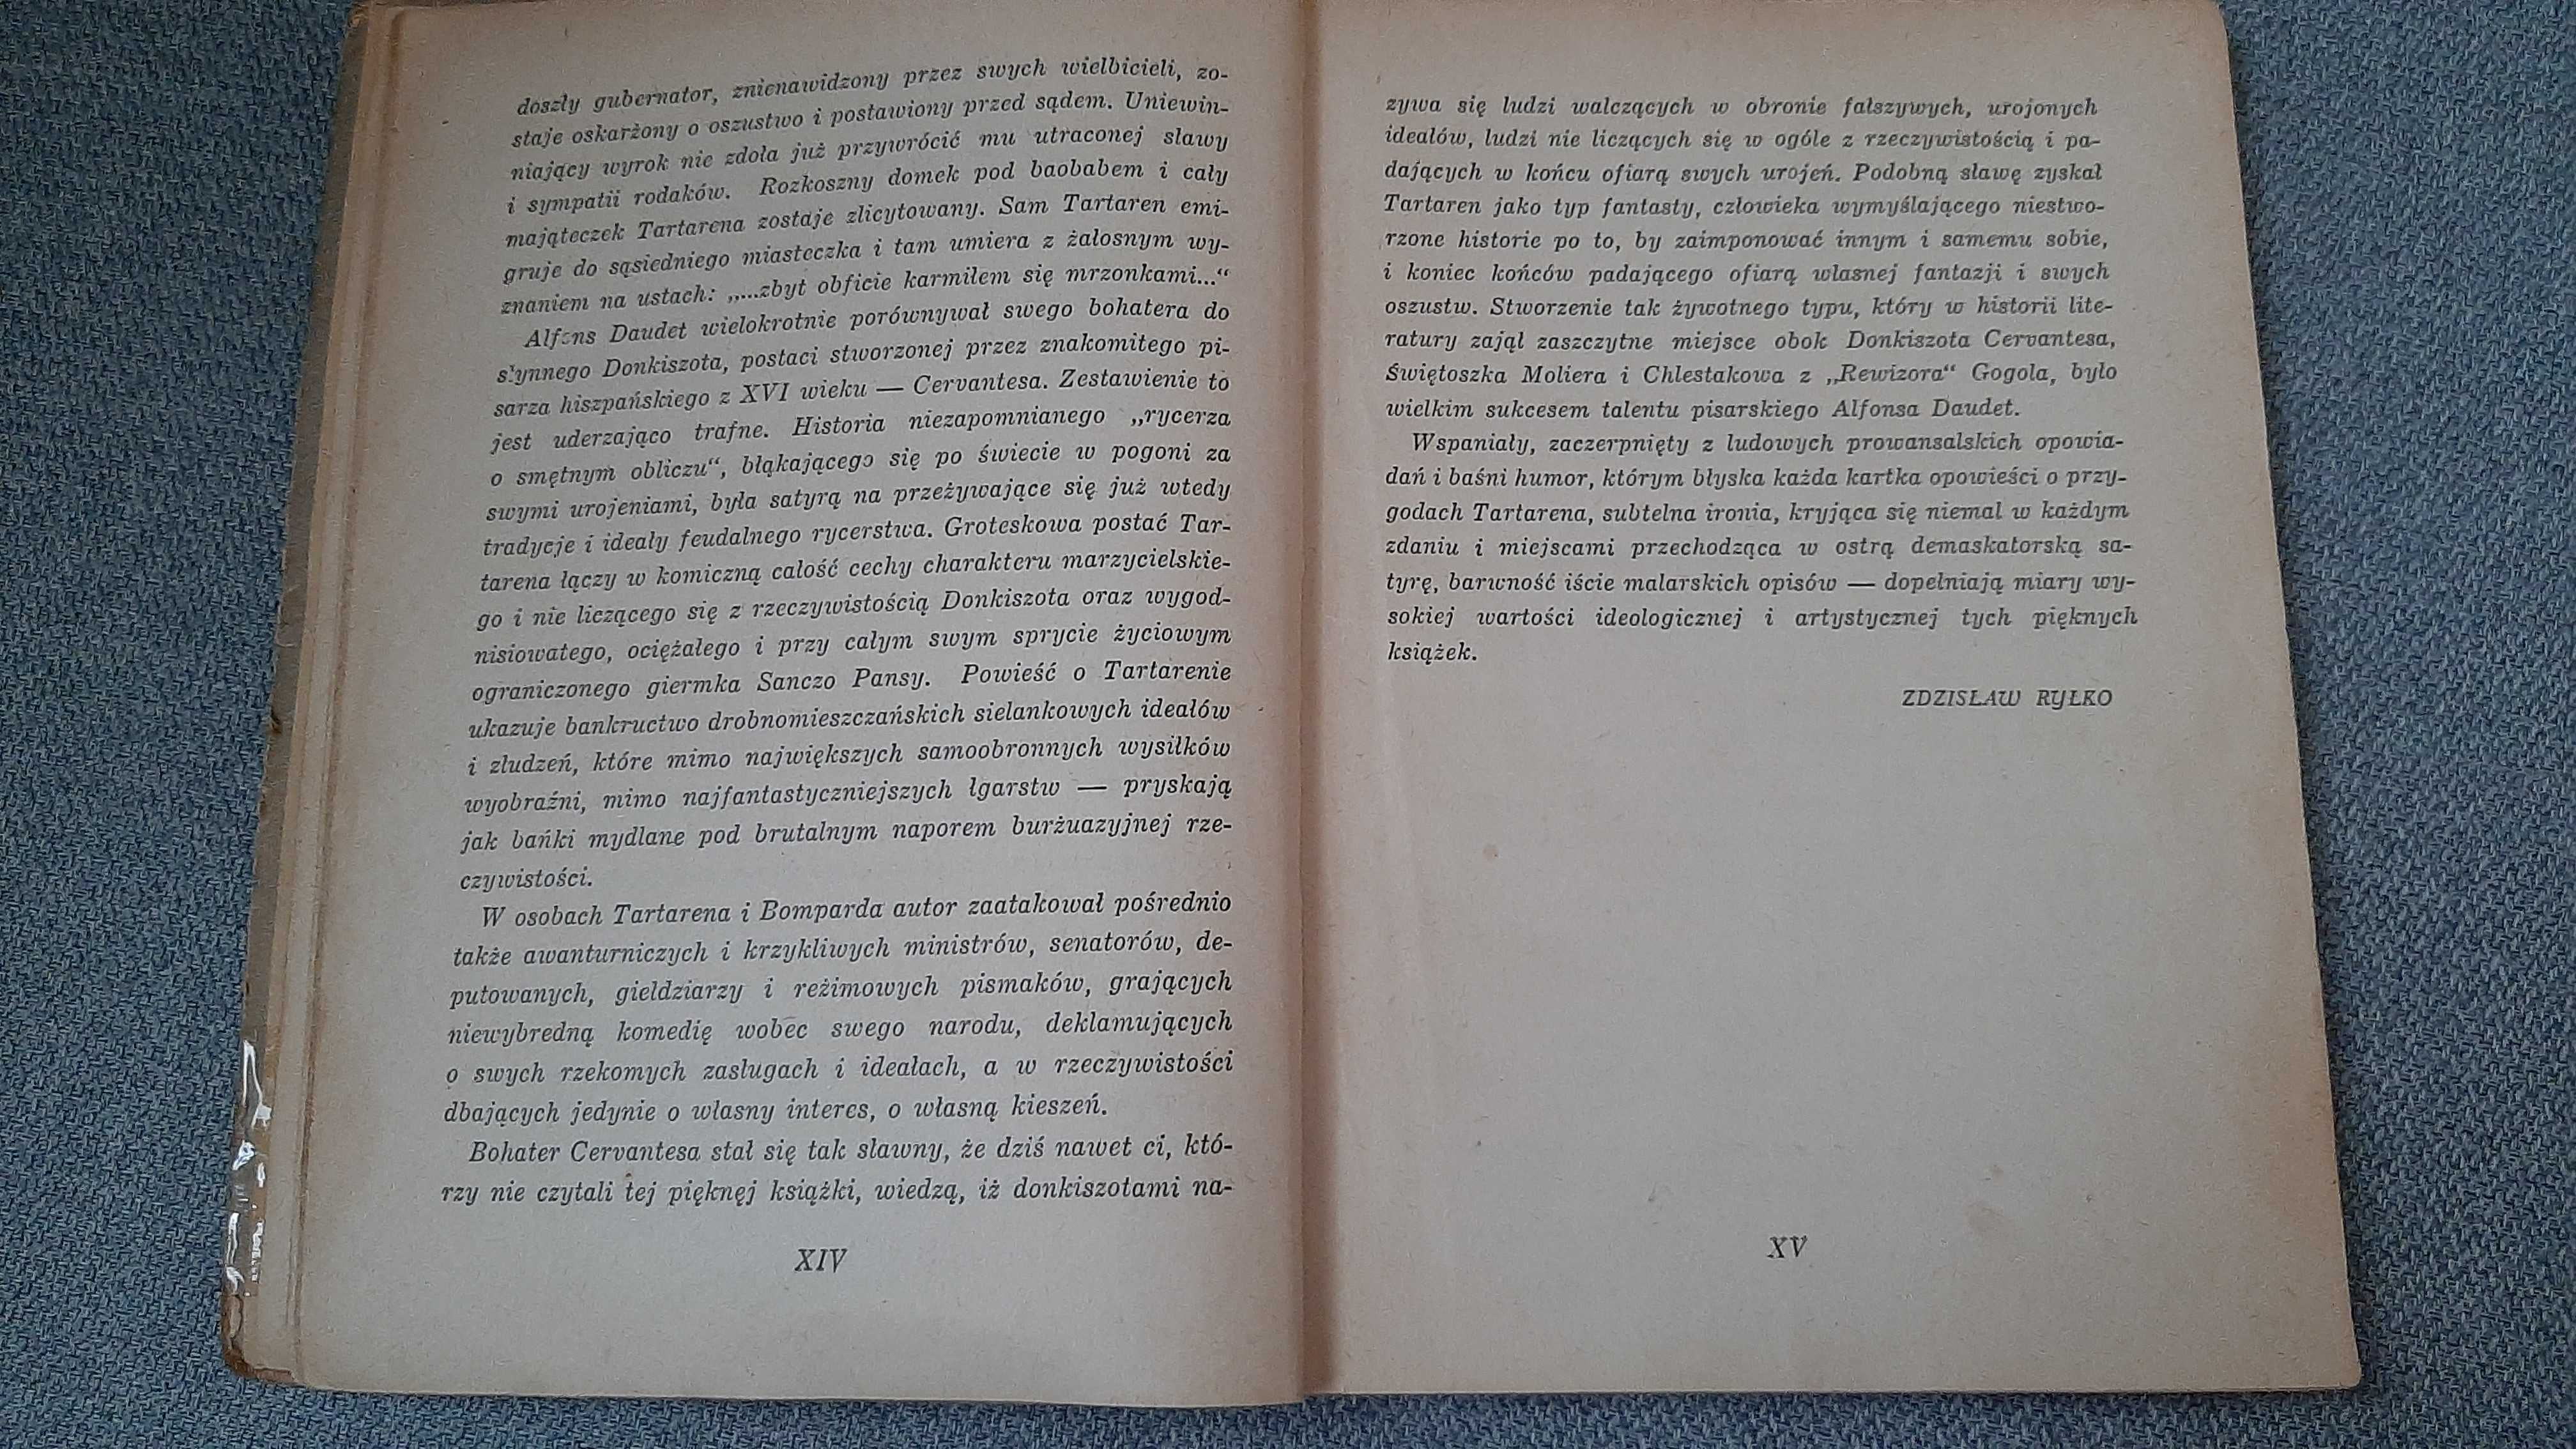 doszły gubernator, znienawidzony przez swych wielbicieli, zo-
staje oskarżony o oszustwo i postawiony przed sądem. Uniewin-
niający wyrok nie zdoła już przywrócić mu utraconej sławy
i sympatii rodaków. Rozkoszny domek pod baobabem i cały
mająteczek Tartarena zostaje zlicytowany. Sam Tartaren emi-
gruje do sąsiedniego miasteczka i tam umiera z żałosnym wy-
znaniem na ustach: „...zbyt obficie karmiłem się mrzonkami...“
Alfons Daudet wielokrotnie porównywał swego bohatera do
słynnego Donkiszota, postaci stworzonej przez znakomitego pi-
sarza hiszpańskiego z XVI wieku — Cervantesa. Zestawienie to
jest uderzająco trafne. Historia niezapomnianego „rycerza
o smętnym obliczu“, błąkającego się po świecie w pogoni za
swymi urojeniami, była satyrą na przeżywające się już wtedy
tradycje i ideały feudalnego rycerstwa. Groteskowa postać Tar-
tarena łączy w komiczną całość cechy charakteru marzycielskie-
go i nie liczącego się z rzeczywistością Donkiszota oraz wygod-
nisiowatego, ociężałego i przy całym swym sprycie życiowym
ograniczonego giermka Sanczo Pansy. Powieść o Tartarenie
ukazuje bankructwo drobnomieszczańskich sielankowych ideałów
i złudzeń, które mimo największych samoobronnych wysiłków
wyobraźni, mimo najfantastyczniejszych łgarstw — pryskają
jak bańki mydlane pod brutalnym naporem burżuazyjnej rze-
czywistości.
W osobach Tartarena i Bomparda autor zaatakował pośrednio
także awanturniczych i krzykliwych ministrów, senatorów, de-
putowanych, giełdziarzy i reżimowych pismaków, grających
niewybredną komedię wobec swego narodu, deklamujących
o swych rzekomych zasługach i ideałach, a w rzeczywistości
dbających jedynie o własny interes, o własną kieszeń.
Bohater Cervantesa stał się tak sławny, że dziś nawet ci, któ-
rzy nie czytali tej pięknej książki, wiedzą, iż donkiszotami na-
XIV
zywa się ludzi walczących w obronie fałszywych, urojonych
ideałów, ludzi nie liczących się w ogóle z rzeczywistością i pa-
dających w końcu ofiarą swych urojeń. Podobną sławę zyskał
Tartaren jako typ fantasty, człowieka wymyślającego niestwo-
rzone historie po to, by zaimponować innym i samemu sobie,
i koniec końców padającego ofiarą własnej fantazji i swych
oszustw. Stworzenie tak żywotnego typu, który w historii lite-
ratury zajął zaszczytne miejsce obok Donkiszota Cervantesa,
Świętoszka Moliera i Chlestakowa z „Rewizora“ Gogola, było
wielkim sukcesem talentu pisarskiego Alfonsa Daudet.
Wspaniały, zaczerpnięty z ludowych prowansalskich opowia-
dań i baśni humor, którym błyska każda kartka opowieści o przy-
godach Tartarena, subtelna ironia, kryjąca się niemal w każdym
zdaniu i miejscami przechodząca w ostrą demaskatorską sa-
tyrę, barwność iście malarskich opisów — dopełniają miary wy-
sokiej wartości ideologicznej i artystycznej tych pięknych
książek.
ZDZISŁAW RYŁKO
XV